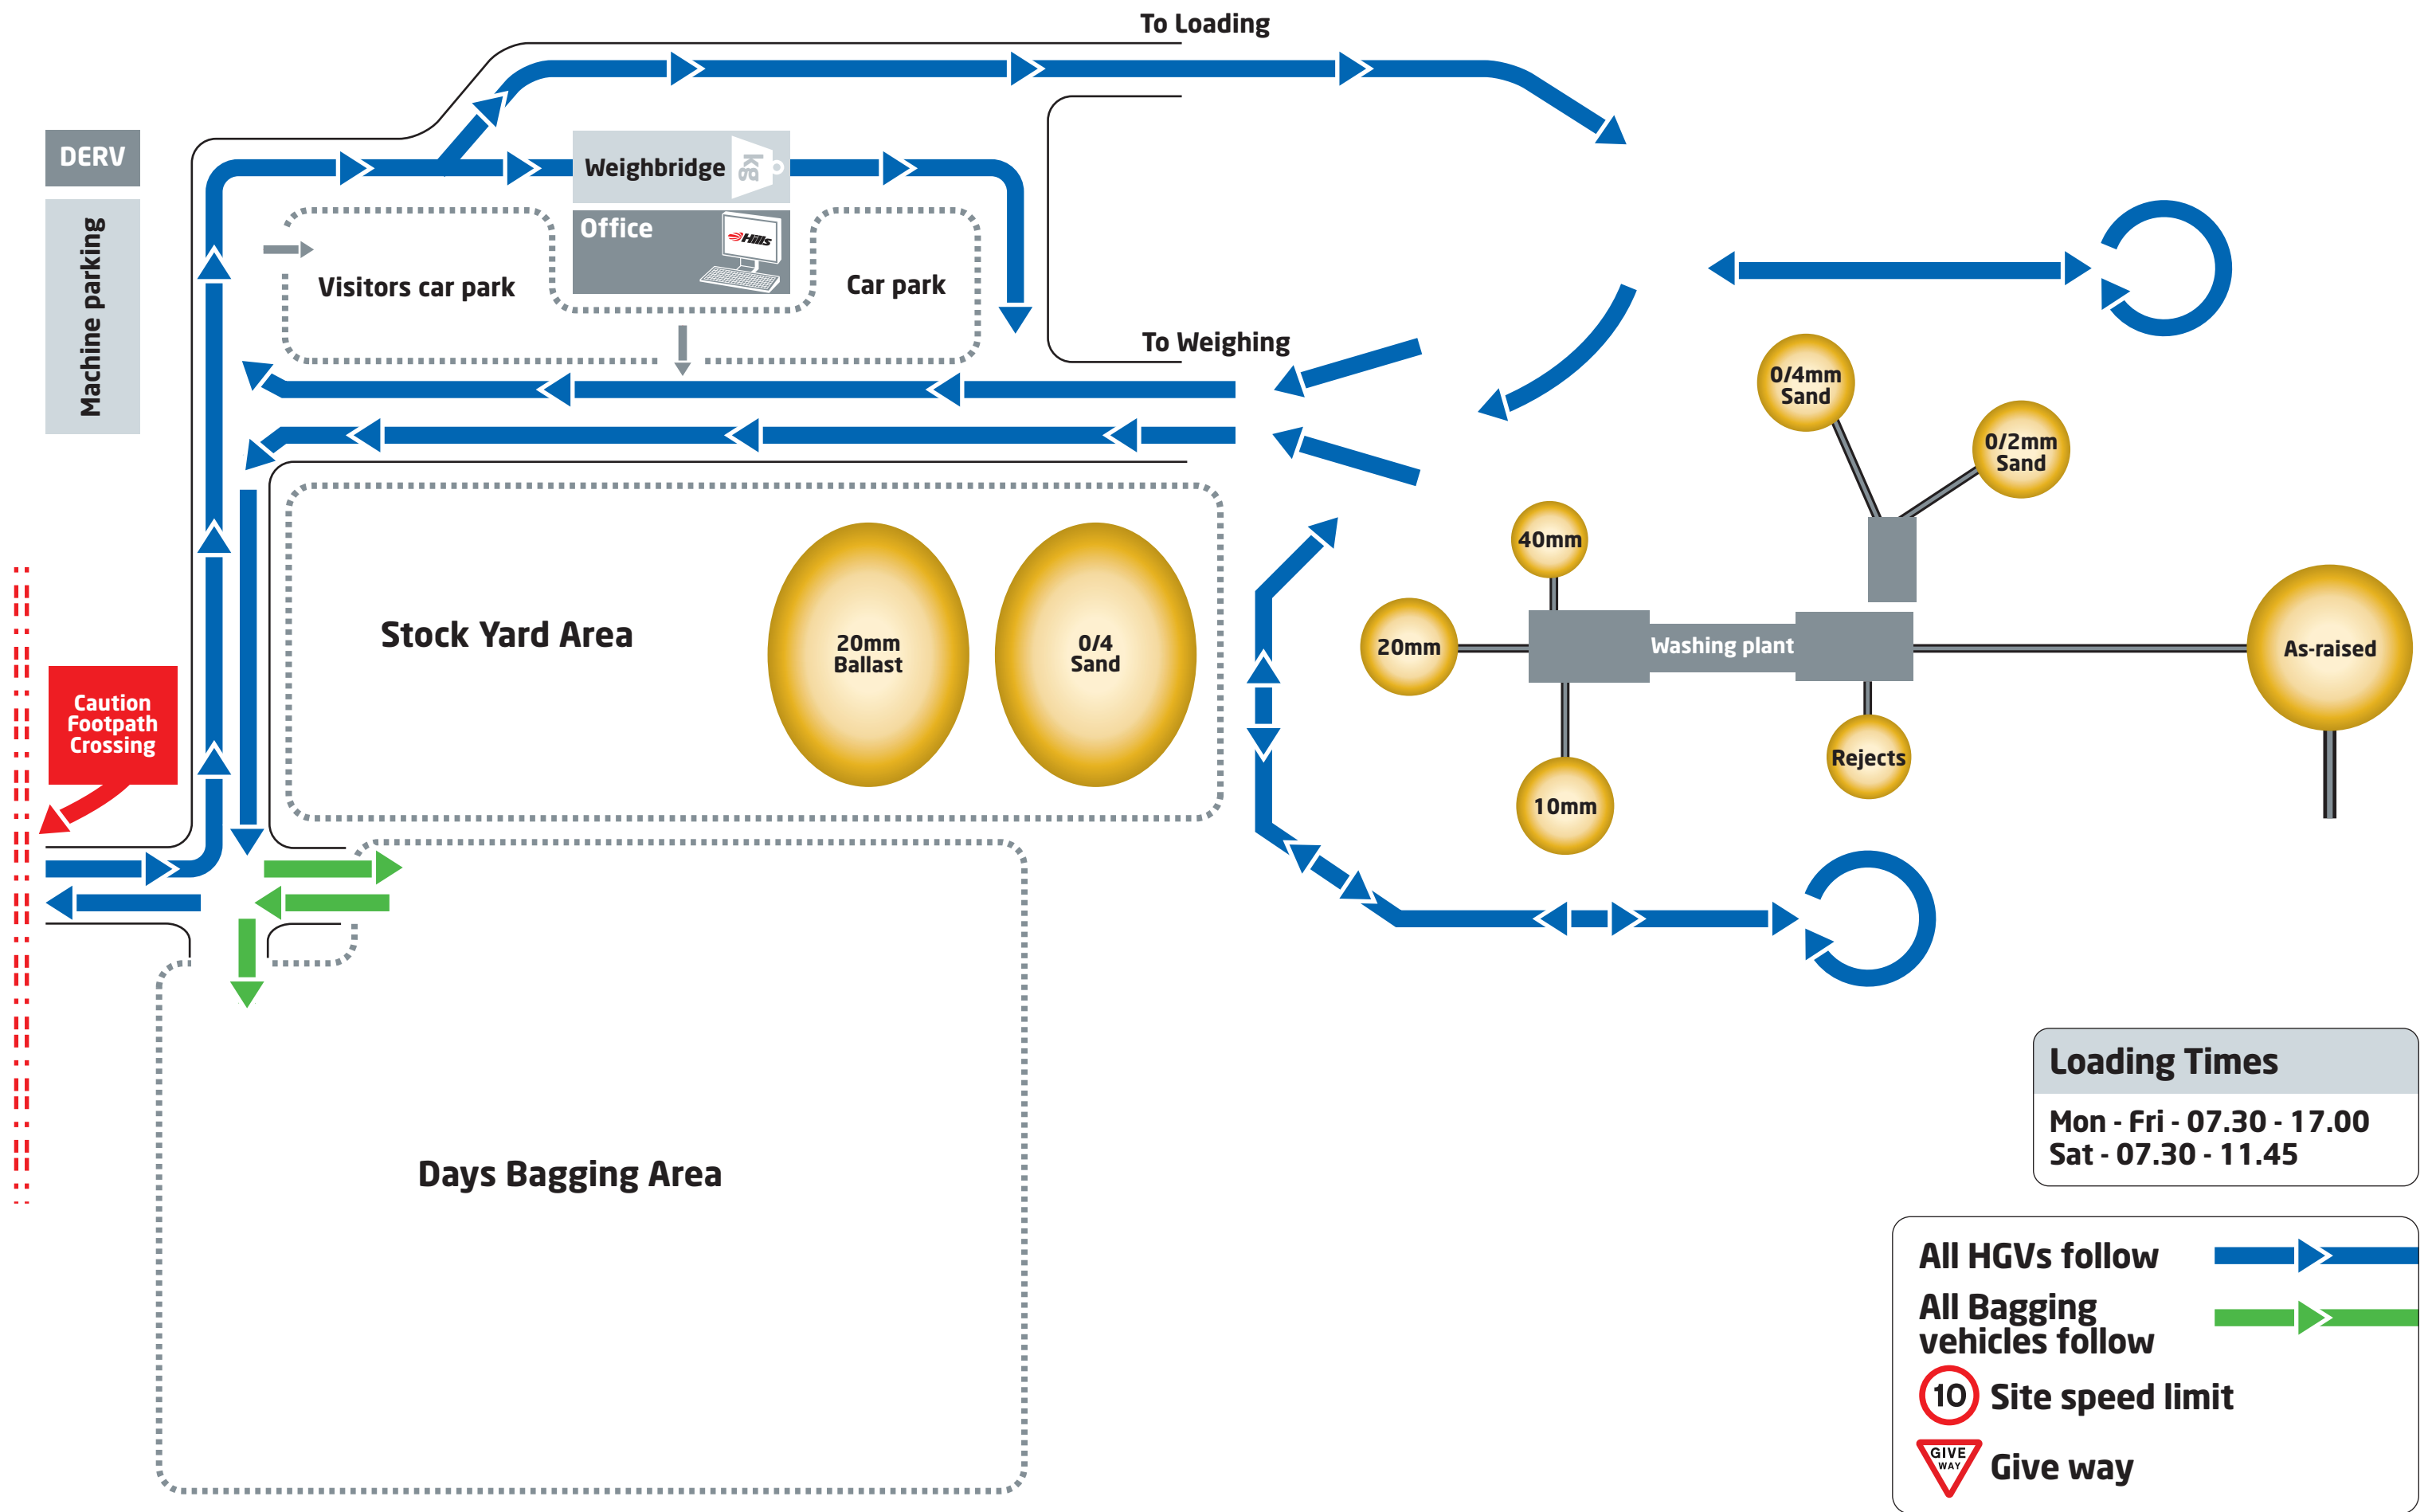 To Loading
DERV
Weighbridge
kg
Office
Hills
Machine parking
Visitors car park
Car park
To Weighing
0/4mm
Sand
0/2mm
Sand
40mm
Stock Yard Area
20mm
Ballast
0/4
Sand
20mm
Washing plant
As-raised
Caution
Footpath
Crossing
Rejects
10mm
Days Bagging Area
Loading Times
Mon - Fri - 07.30 - 17.00
Sat - 07.30 - 11.45
All HGVs follow
All Bagging
vehicles follow
10 Site speed limit
GIVE
WAY
Give way